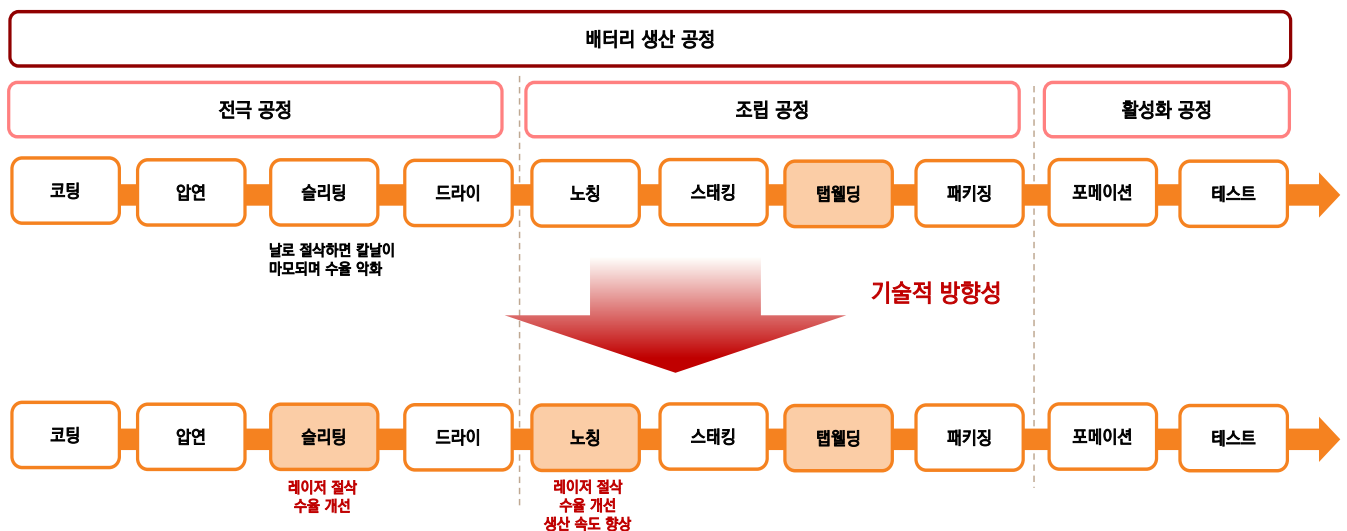 배터리 생산 공정
전극 공정
조립 공정
활성화 공정
코팅
압연
슬리팅
드라이
노칭
스태킹
탭웰딩
패키징
포메이션
테스트
날로 절삭하면 칼날이
마모되며 수율 악화
기술적 방향성
코팅
압연
슬리팅
드라이
노칭
스태킹
탭웰딩
패키징
포메이션
테스트
레이저 절삭
수율 개선
레이저 절삭
수율 개선
생산 속도 향상